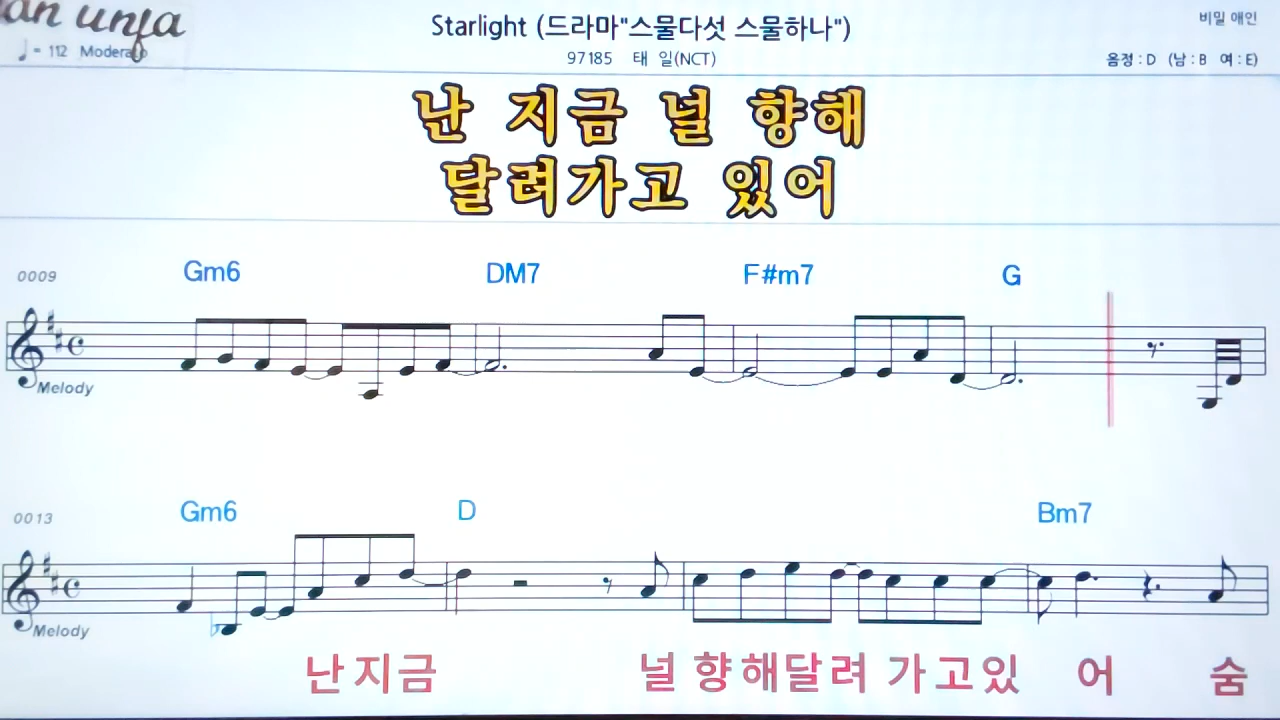 Starlight (드라마"스물다섯 스물하나")
비밀 애인
♩= 112 Moderato
97185 태 일(NCT)
음정 : D (남 : B 여 : E)
난 지금 널 향해
달려가고 있어
0009 Gm6 DM7 F#m7 G
Melody
0013 Gm6 D Bm7
Melody
난지금 널 향해달려 가고있 어 숨